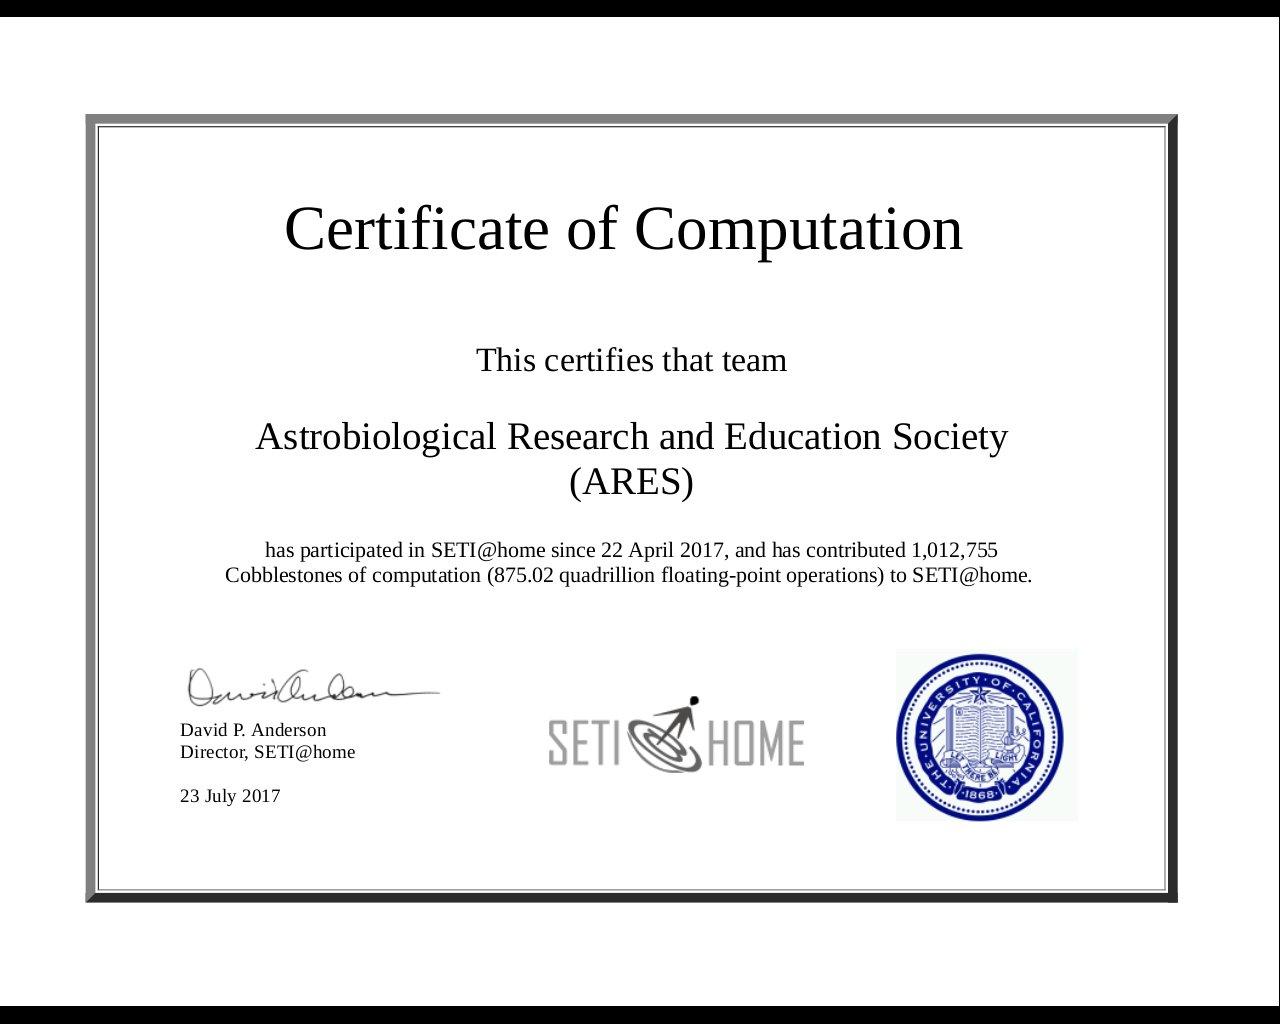 Certificate of Computation
This certifies that team
Astrobiological Research and Education Society
(ARES)
has participated in SETI@home since 22 April 2017, and has contributed 1,012,755
Cobblestones of computation (875.02 quadrillion floating-point operations) to SETI@home.
David P. Anderson
Director, SETI@home
23 July 2017
SETI HOME
THE · UNIVERSITY · OF · CALIFORNIA ·
LET THERE BE LIGHT
· 1868 ·